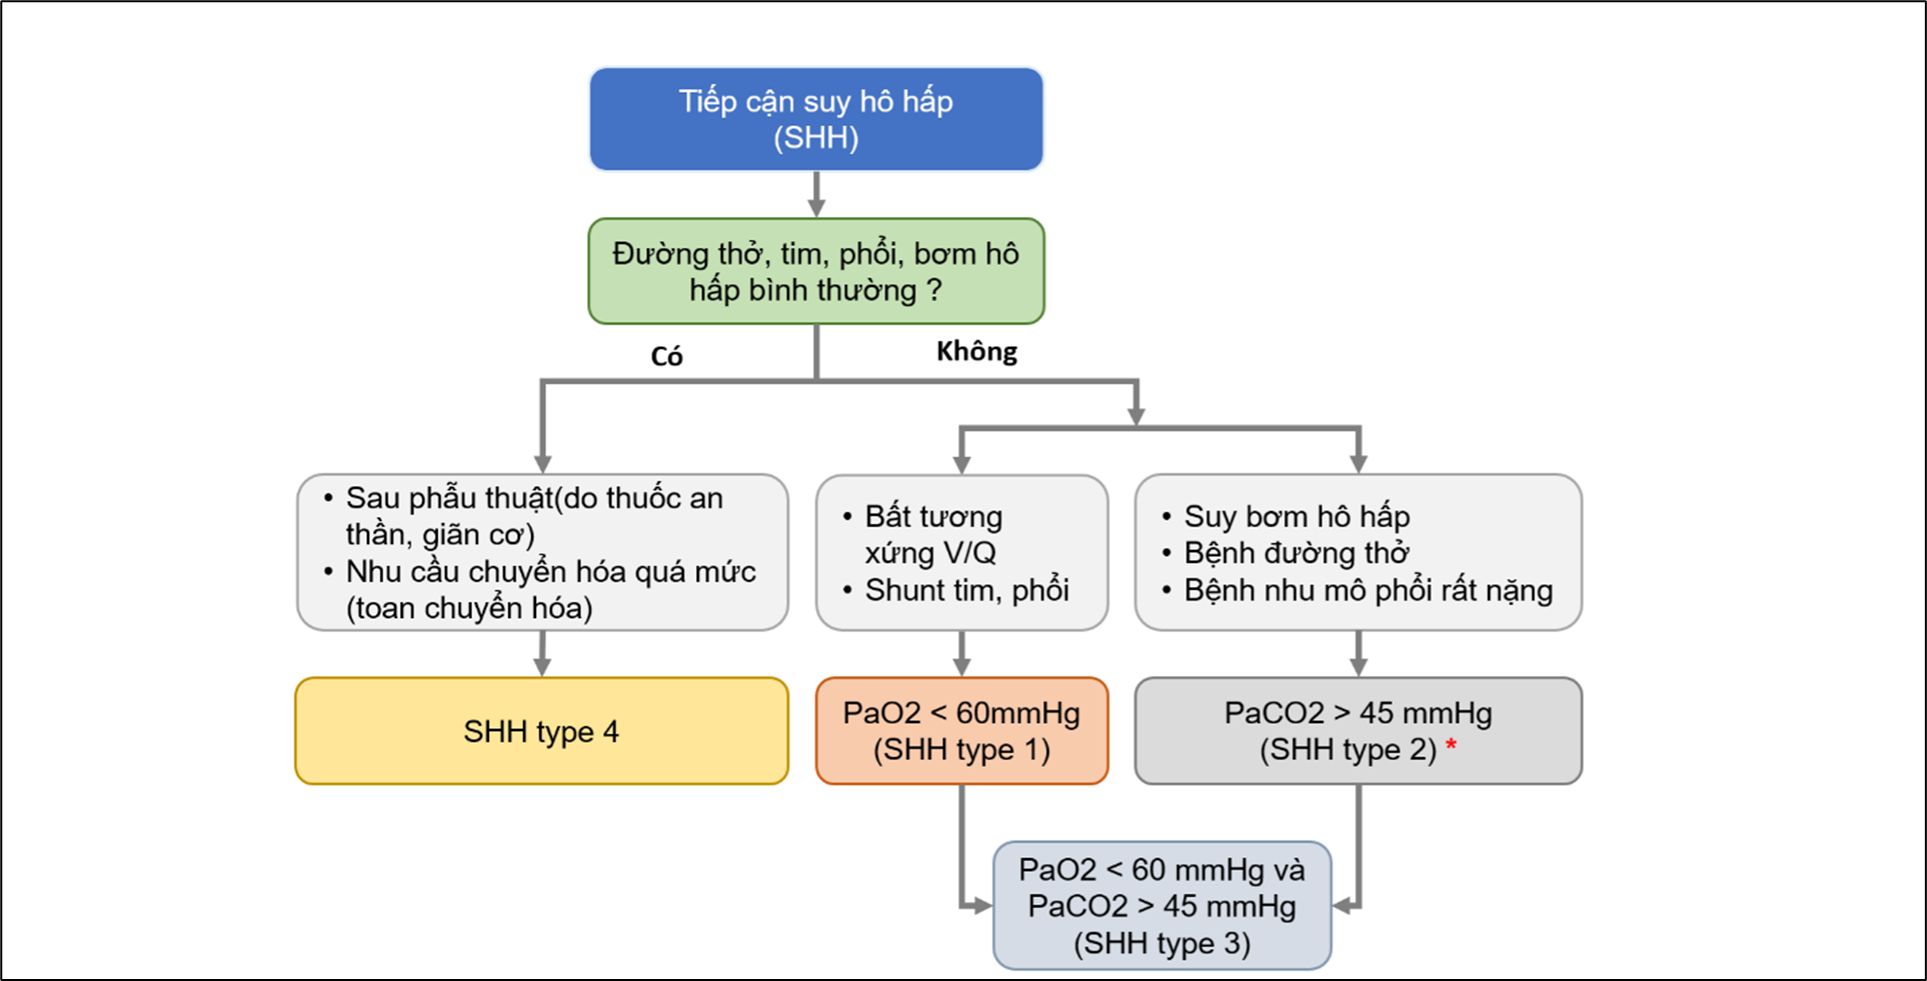 Tiếp cận suy hô hấp
(SHH)
Đường thở, tim, phổi, bơm hô
hấp bình thường ?
Có
Không
• Sau phẫu thuật(do thuốc an
thần, giãn cơ)
• Nhu cầu chuyển hóa quá mức
(toan chuyển hóa)
• Bất tương
xứng V/Q
• Shunt tim, phổi
• Suy bơm hô hấp
• Bệnh đường thở
• Bệnh nhu mô phổi rất nặng
SHH type 4
PaO2 < 60mmHg
(SHH type 1)
PaCO2 > 45 mmHg
(SHH type 2) *
PaO2 < 60 mmHg và
PaCO2 > 45 mmHg
(SHH type 3)